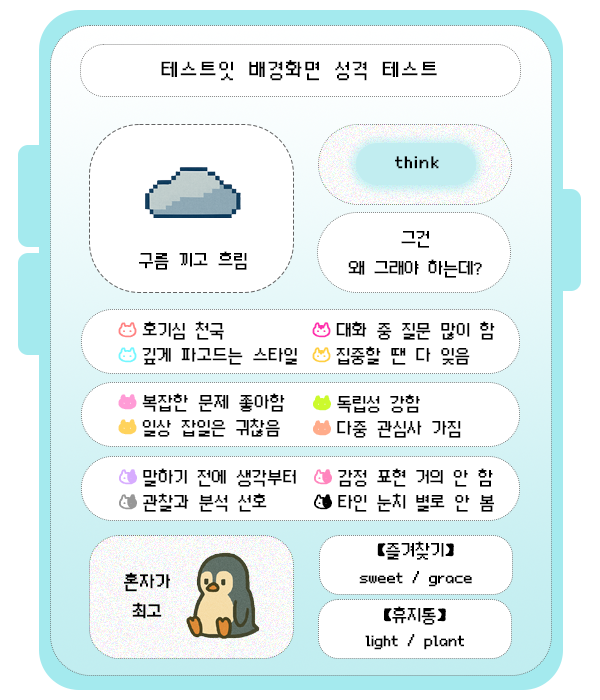 테스트잇 배경화면 성격 테스트
구름 끼고 흐림
think
그건
왜 그래야 하는데?
호기심 천국
대화 중 질문 많이 함
깊게 파고드는 스타일
집중할 땐 다 잊음
복잡한 문제 좋아함
독립성 강함
일상 잡일은 귀찮음
다중 관심사 가짐
말하기 전에 생각부터
감정 표현 거의 안 함
관찰과 분석 선호
타인 눈치 별로 안 봄
혼자가
최고
【즐겨찾기】
sweet / grace
【휴지통】
light / plant